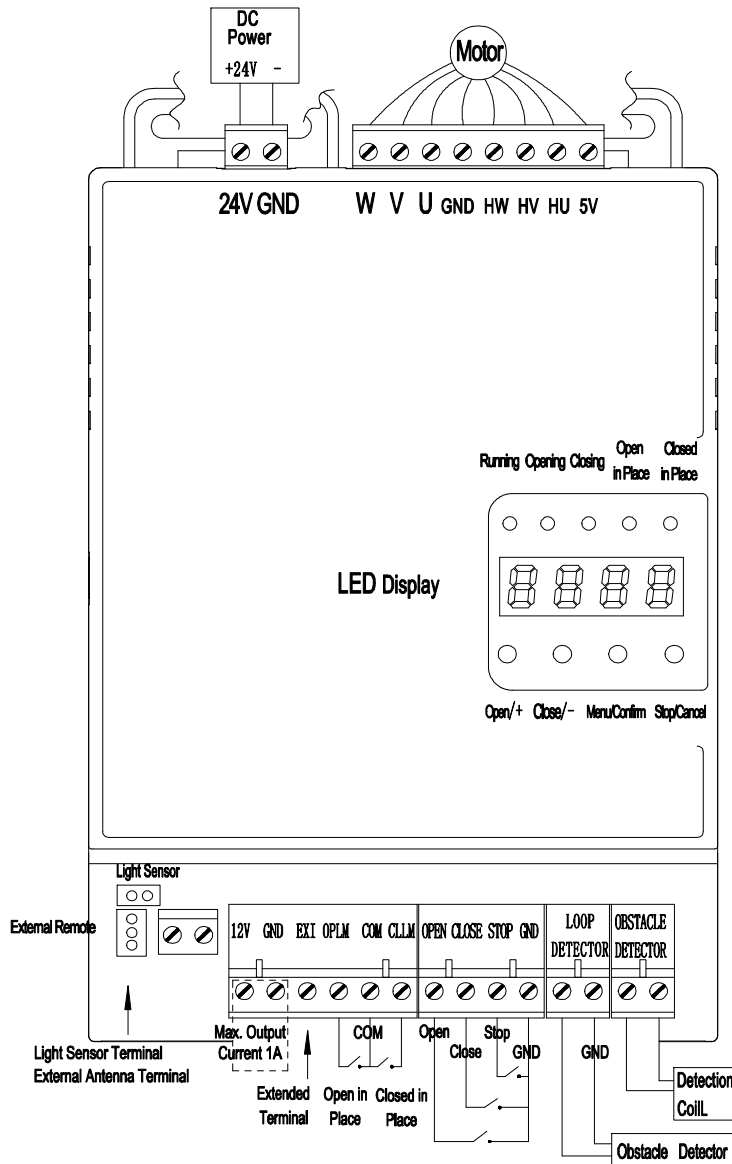 DC
Power
+24V -
Motor
24V GND
W V U GND HW HV HU 5V
Running Opening Closing Open in Place Closed in Place
LED Display
Open/+ Close/- Menu/Confirm Stop/Cancel
Light Sensor
External Remote
12V GND EXI OPLM COM CLLM
OPEN CLOSE STOP GND
LOOP
DETECTOR
OBSTACLE
DETECTOR
Max. Output
Current 1A
COM
Open
Close
Stop
GND
GND
Light Sensor Terminal
External Antenna Terminal
Extended
Terminal
Open in
Place
Closed in
Place
Detection
CoilL
Obstacle Detector